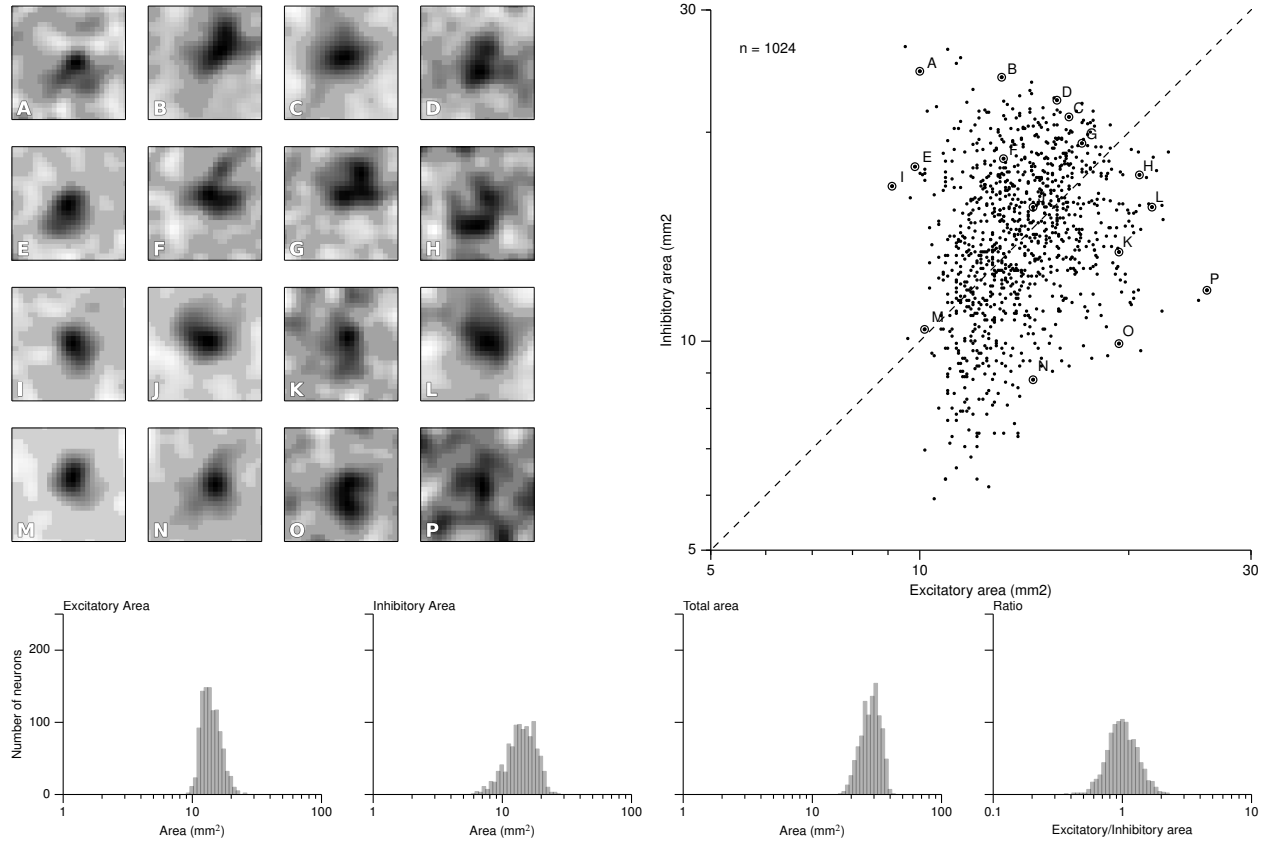 A
B
C
D
E
F
G
H
I
J
K
L
M
N
O
P
30
n = 1024
A
B
D
C
G
F
E
I
H
L
J
K
P
M
O
N
10
5
Inhibitory area (mm2
5
10
30
Excitatory area (mm2)
Excitatory Area
Inhibitory Area
Total area
Ratio
200
100
0
Number of neurons
1
10
100
1
10
100
1
10
100
0.1
1
10
Area (mm2)
Area (mm2)
Area (mm2)
Excitatory/Inhibitory area